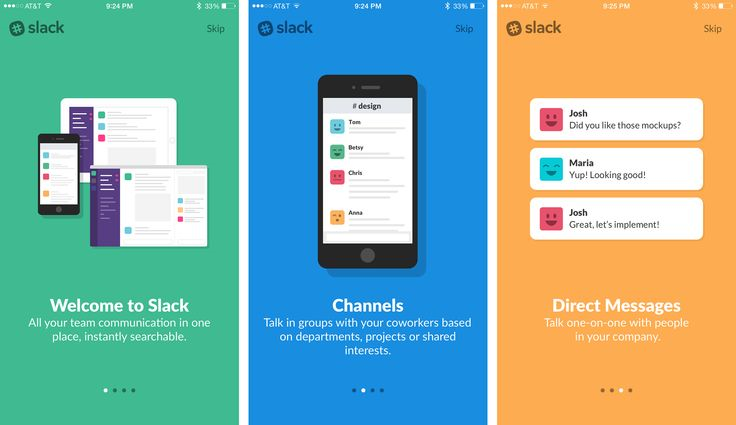 AT&T 9:24 PM 33%
slack Skip
Welcome to Slack
All your team communication in one
place, instantly searchable.
AT&T 9:24 PM 33%
slack Skip
# design
Tom
Betsy
Chris
Anna
Channels
Talk in groups with your coworkers based
on departments, projects or shared
interests.
AT&T 9:25 PM 33%
slack Skip
Josh
Did you like those mockups?
Maria
Yup! Looking good!
Josh
Great, let's implement!
Direct Messages
Talk one-on-one with people
in your company.